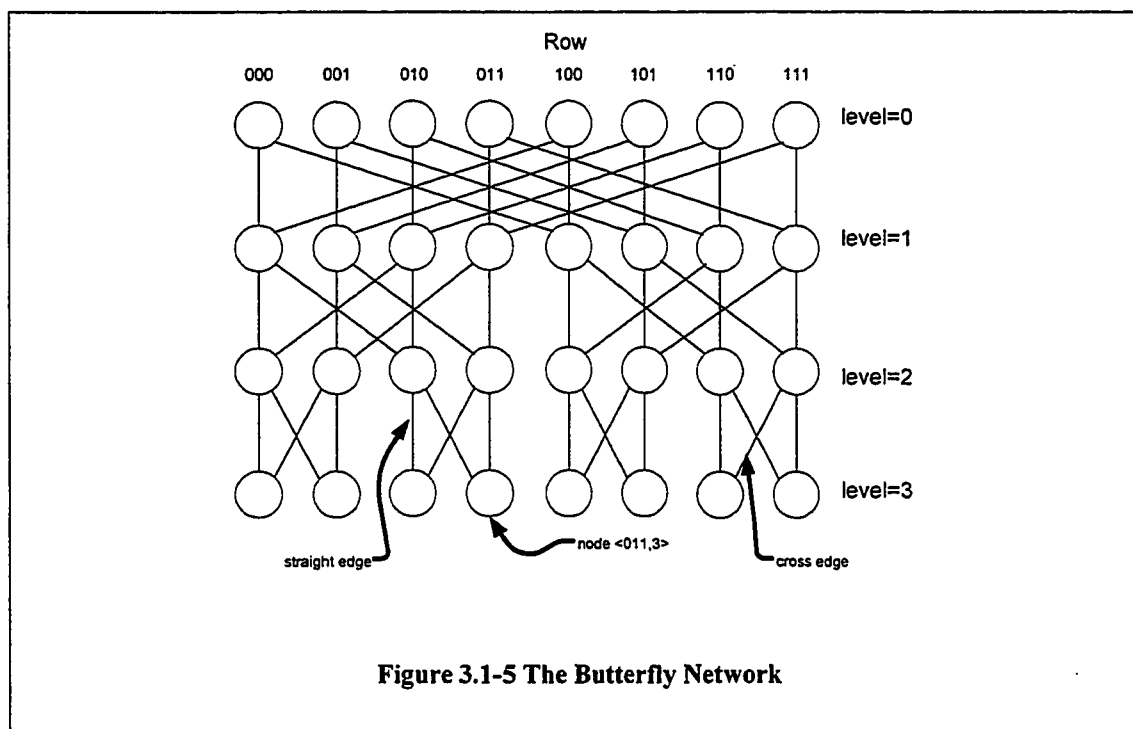 Row
000 001 010 011 100 101 110 111
level=0
level=1
level=2
level=3
straight edge
node <011,3>
cross edge
Figure 3.1-5 The Butterfly Network